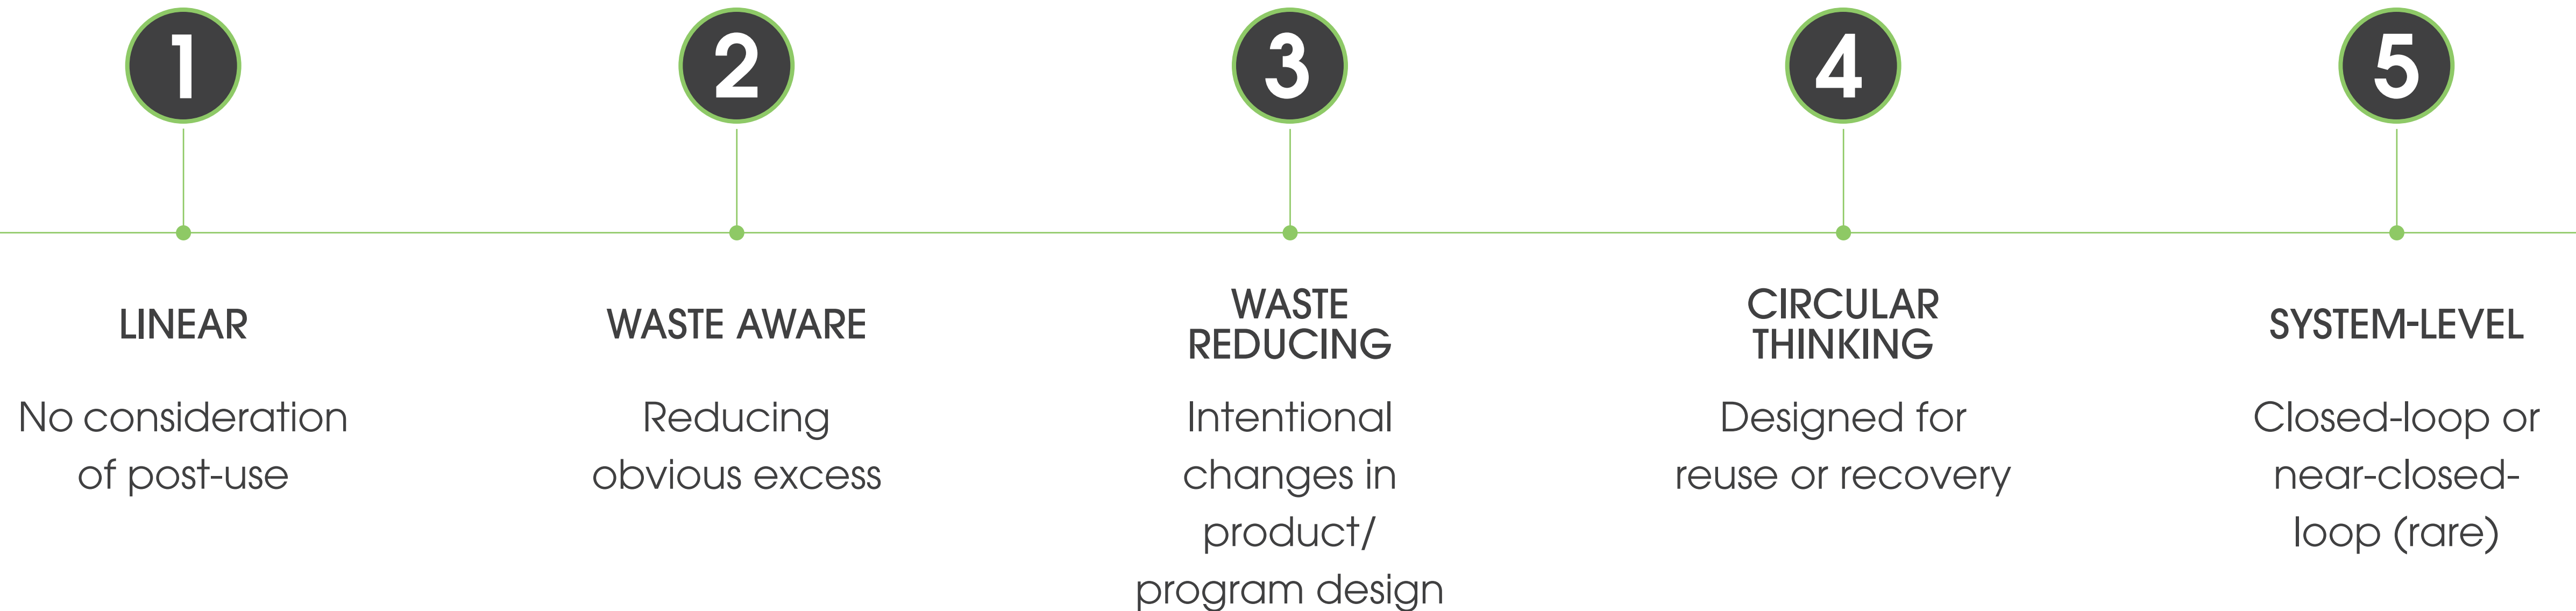 1
LINEAR
No consideration
of post-use
2
WASTE AWARE
Reducing
obvious excess
3
WASTE
REDUCING
Intentional
changes in
product/
program design
4
CIRCULAR
THINKING
Designed for
reuse or recovery
5
SYSTEM-LEVEL
Closed-loop or
near-closed-
loop (rare)